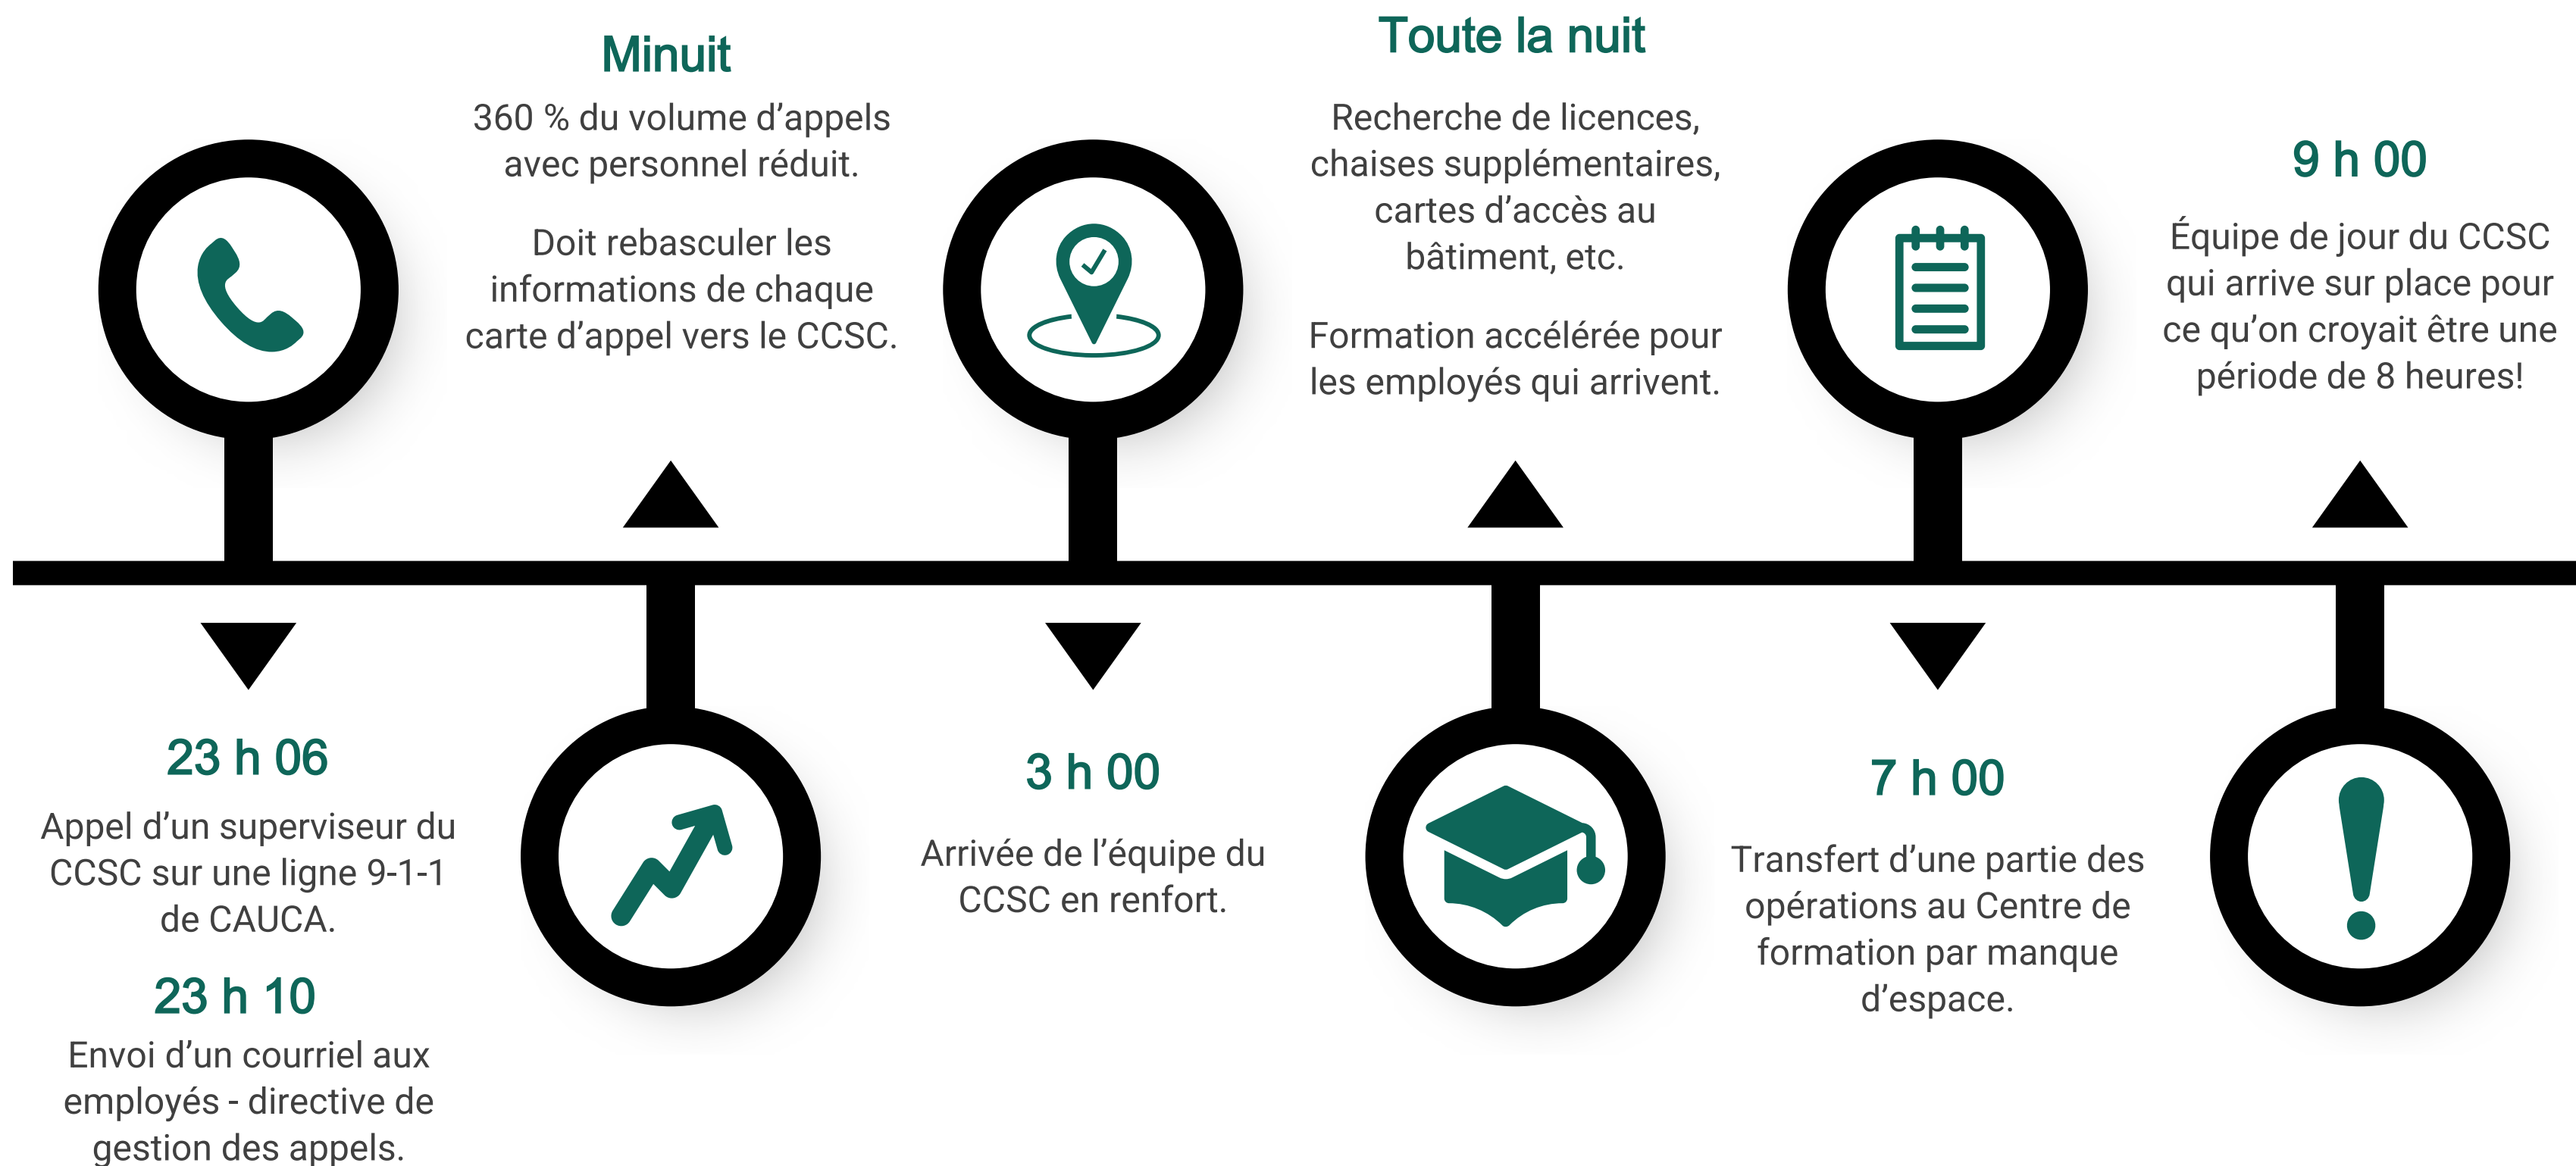 23 h 06
Appel d’un superviseur du
CCSC sur une ligne 9-1-1
de CAUCA.
23 h 10
Envoi d’un courriel aux
employés - directive de
gestion des appels.
Minuit
360 % du volume d’appels
avec personnel réduit.
Doit rebasculer les
informations de chaque
carte d’appel vers le CCSC.
3 h 00
Arrivée de l’équipe du
CCSC en renfort.
Toute la nuit
Recherche de licences,
chaises supplémentaires,
cartes d’accès au
bâtiment, etc.
Formation accélérée pour
les employés qui arrivent.
7 h 00
Transfert d’une partie des
opérations au Centre de
formation par manque
d’espace.
9 h 00
Équipe de jour du CCSC
qui arrive sur place pour
ce qu’on croyait être une
période de 8 heures!